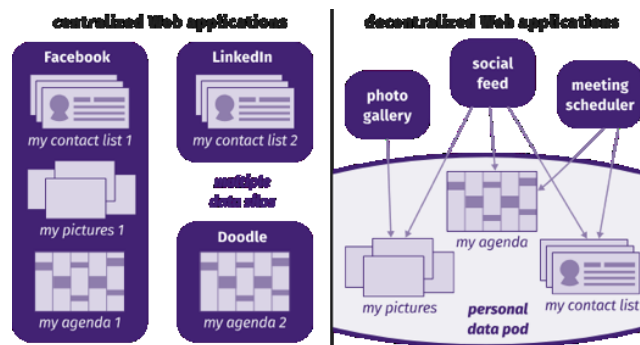 centralized Web applications
Facebook
my contact list 1
my pictures 1
my agenda 1
LinkedIn
my contact list 2
multiple
data silos
Doodle
my agenda 2
decentralized Web applications
photo
gallery
social
feed
meeting
scheduler
my agenda
my pictures
my contact list
personal
data pod